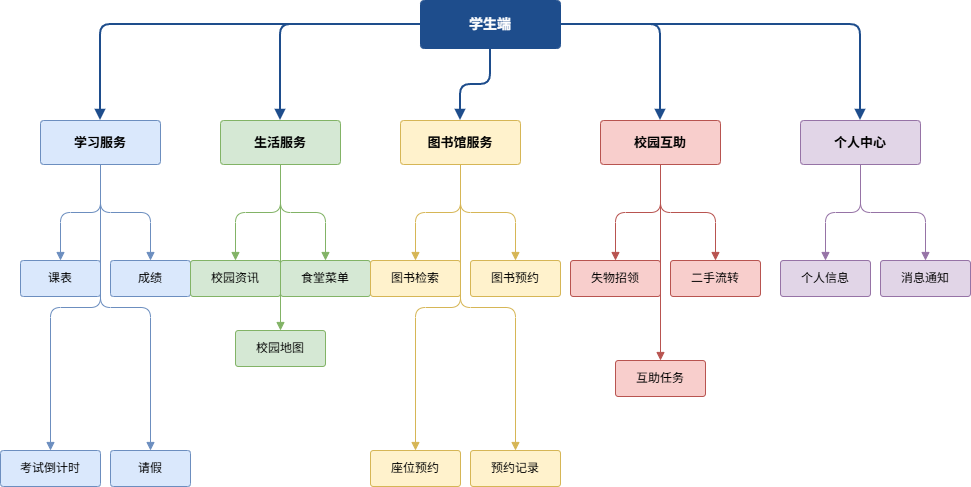 学生端
学习服务
生活服务
图书馆服务
校园互助
个人中心
课表
成绩
校园资讯
食堂菜单
图书检索
图书预约
失物招领
二手流转
个人信息
消息通知
校园地图
互助任务
考试倒计时
请假
座位预约
预约记录